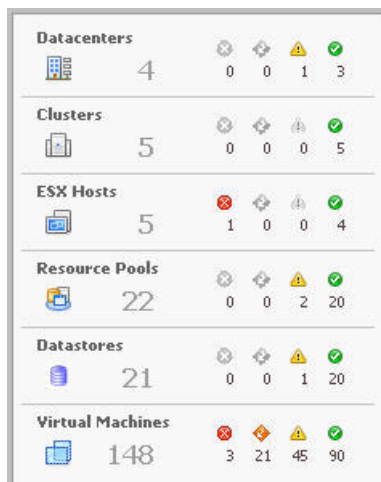 Datacenters
4
0 0 1 3
Clusters
5
0 0 0 5
ESX Hosts
5
1 0 0 4
Resource Pools
22
0 0 2 20
Datastores
21
0 0 1 20
Virtual Machines
148
3 21 45 90